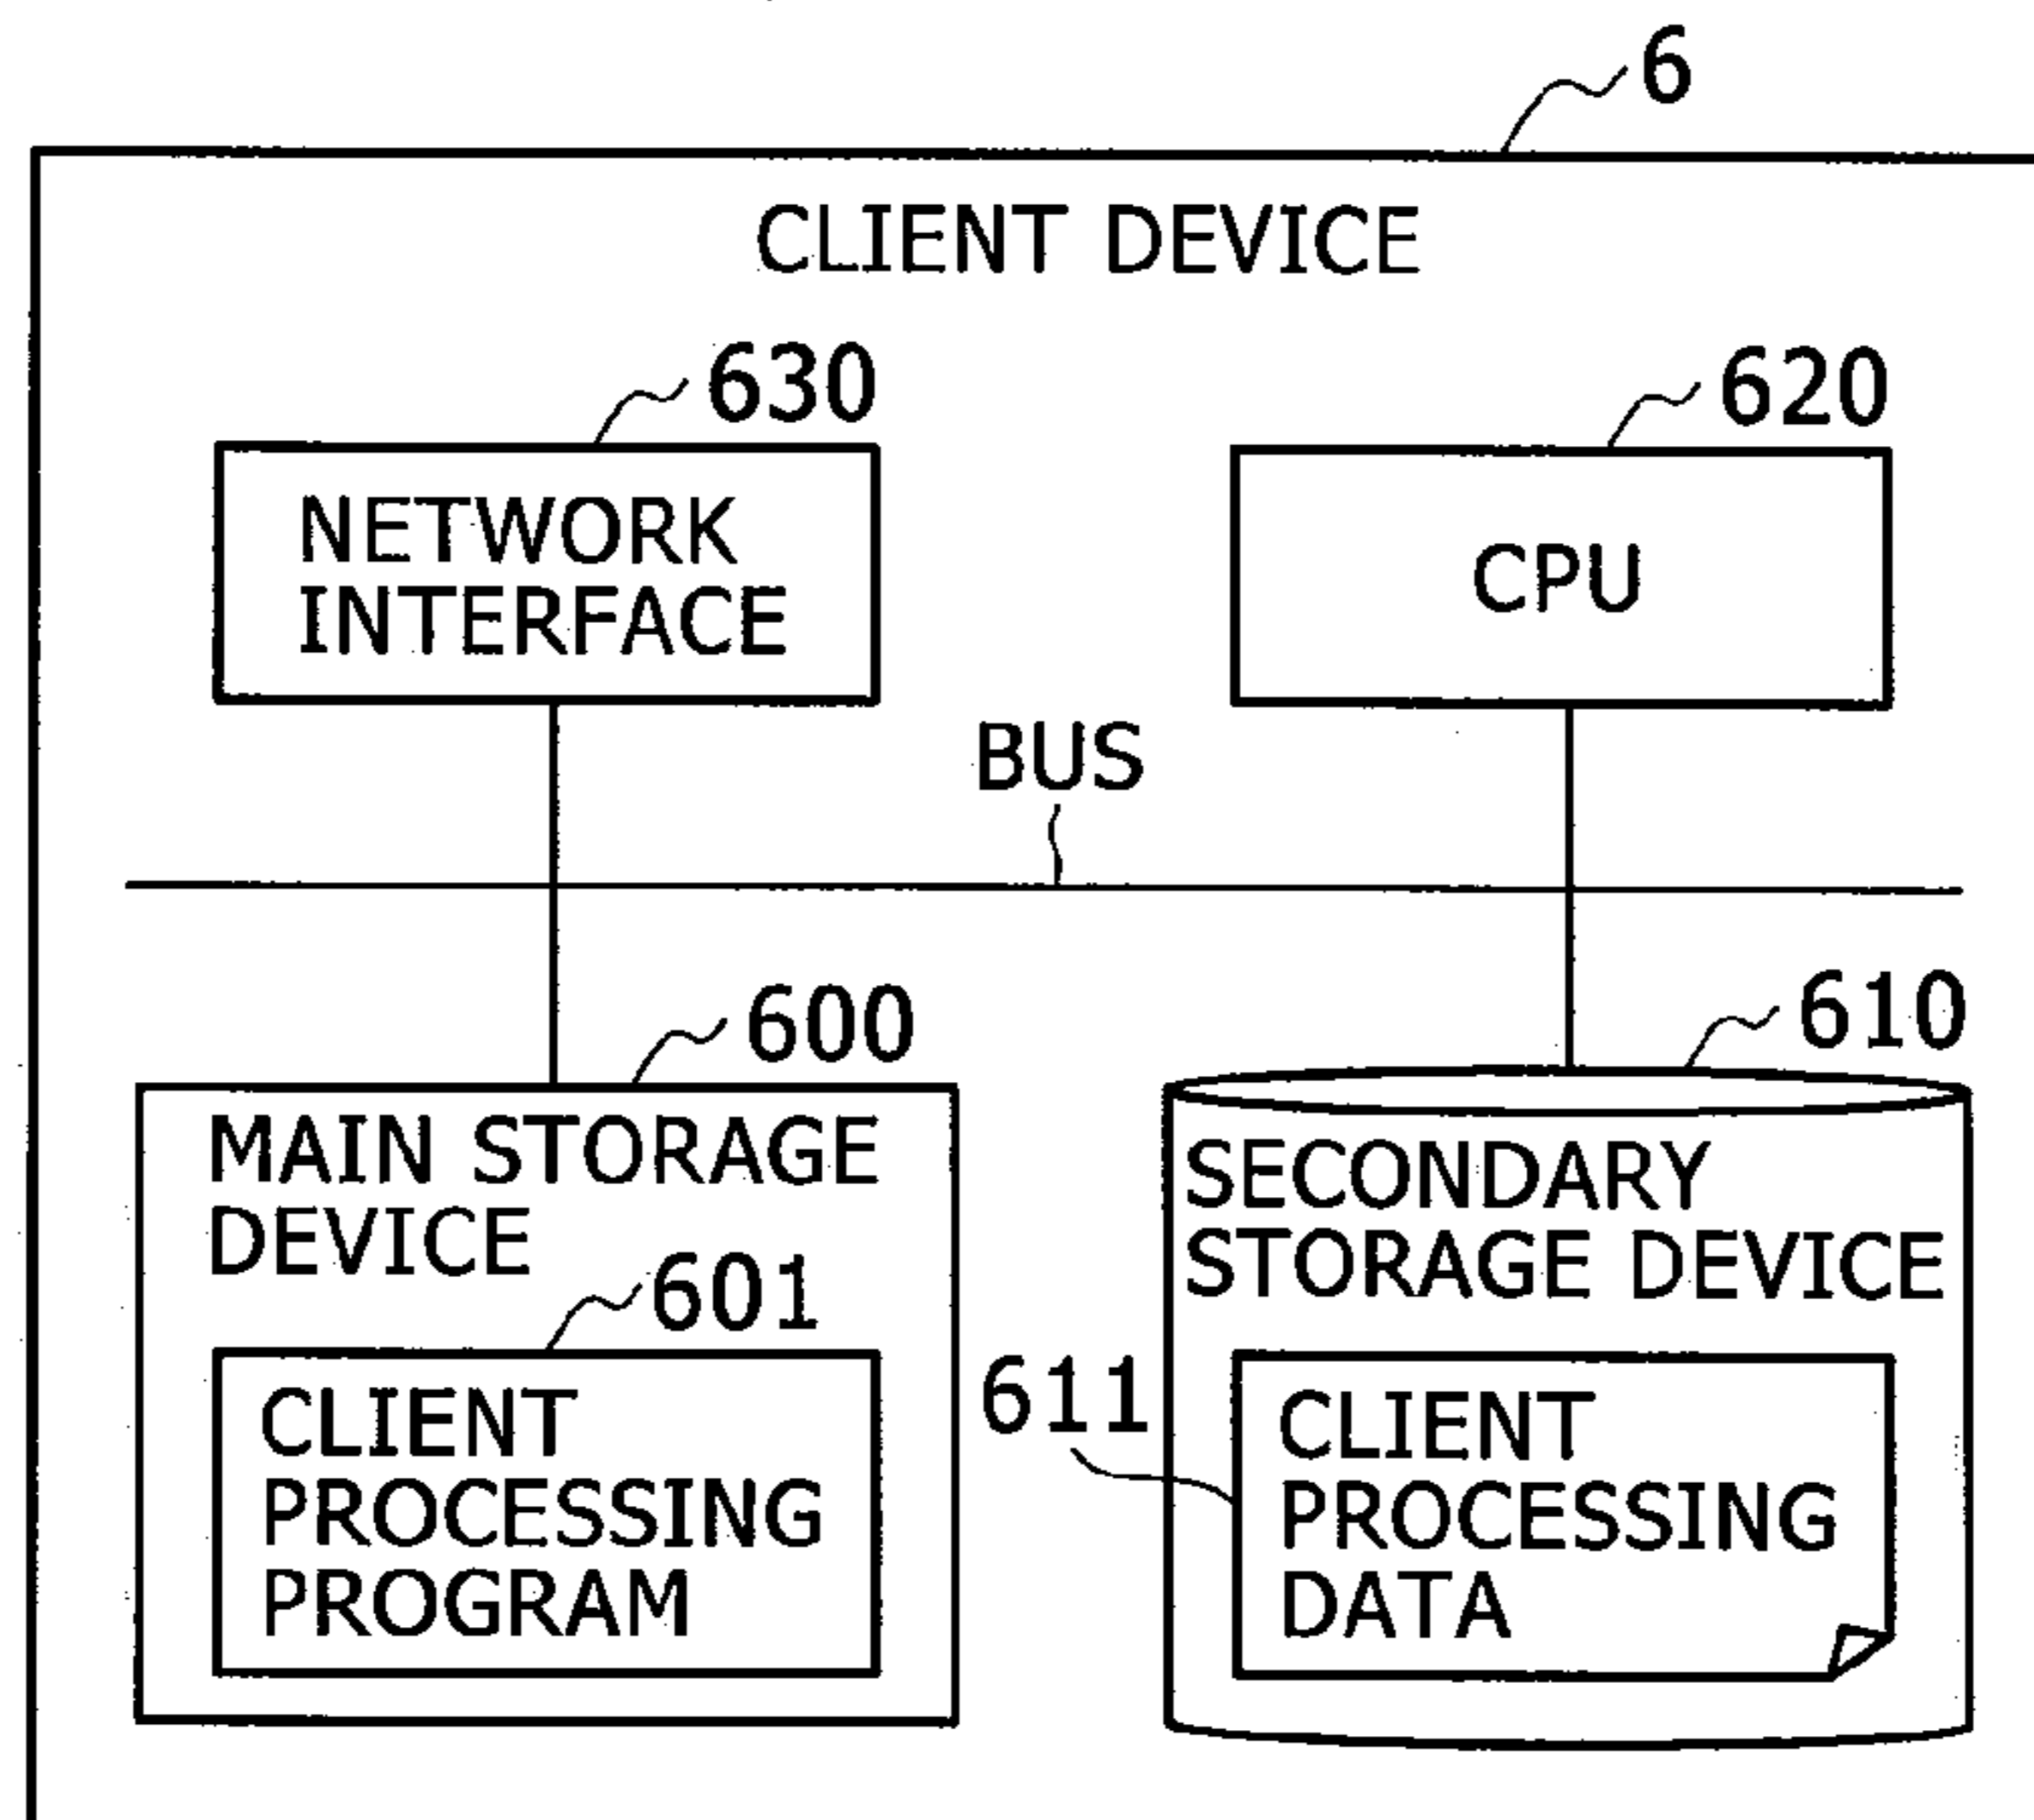 6
CLIENT DEVICE
630
620
NETWORK
INTERFACE
CPU
BUS
600
610
MAIN STORAGE
DEVICE
601
CLIENT
PROCESSING
PROGRAM
SECONDARY
STORAGE DEVICE
611
CLIENT
PROCESSING
DATA